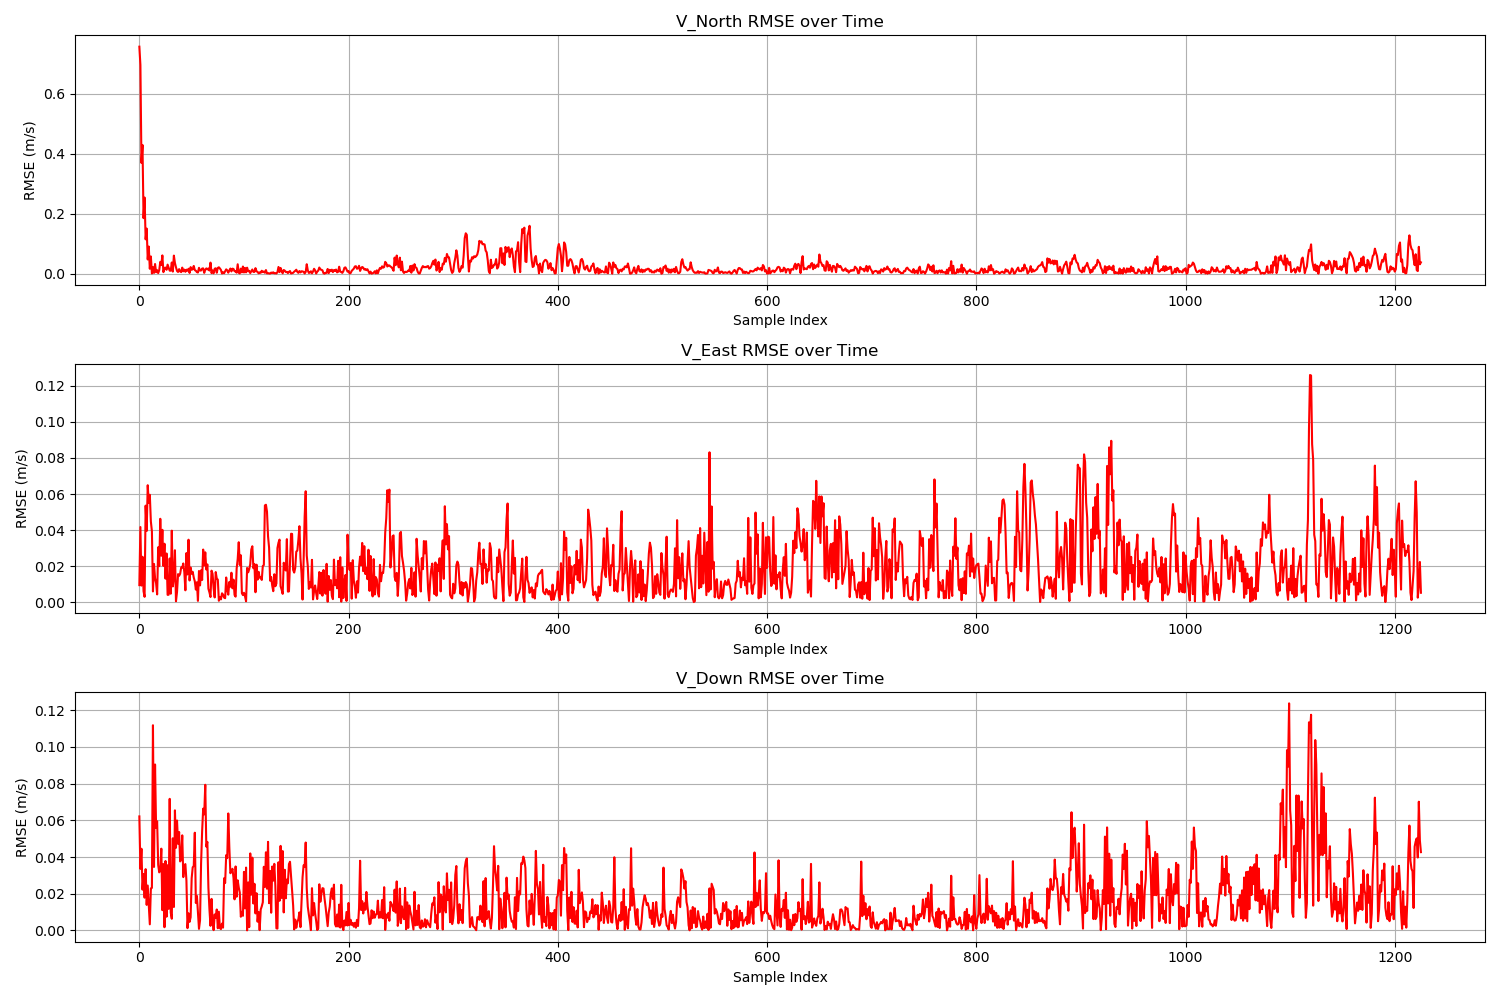 V_North RMSE over Time
RMSE (m/s)
0.6
0.4
0.2
0.0
0 200 400 600 800 1000 1200
Sample Index
V_East RMSE over Time
RMSE (m/s)
0.12
0.10
0.08
0.06
0.04
0.02
0.00
0 200 400 600 800 1000 1200
Sample Index
V_Down RMSE over Time
RMSE (m/s)
0.12
0.10
0.08
0.06
0.04
0.02
0.00
0 200 400 600 800 1000 1200
Sample Index